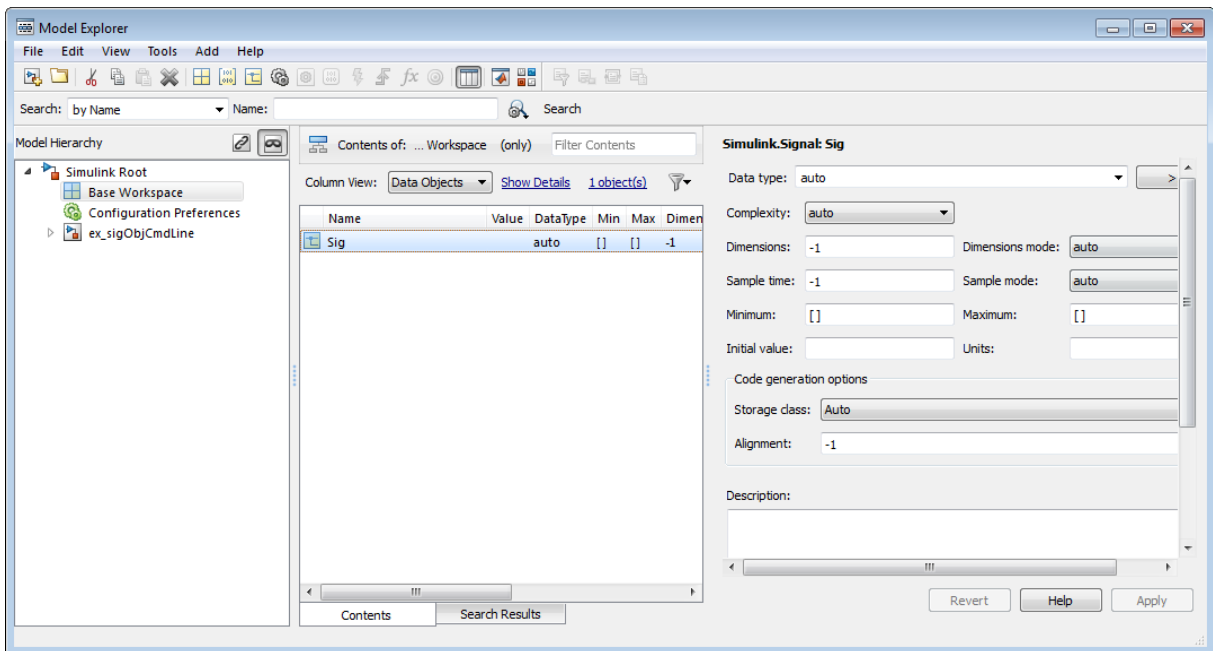 Model Explorer
File Edit View Tools Add Help
Search: by Name Name: Search
Model Hierarchy
Simulink Root
Base Workspace
Configuration Preferences
ex_sigObjCmdLine
Contents of: ... Workspace (only) Filter Contents
Column View: Data Objects Show Details 1 object(s)
Name Value DataType Min Max Dimen
Sig auto [] [] -1
Contents Search Results
Simulink.Signal: Sig
Data type: auto >
Complexity: auto
Dimensions: -1 Dimensions mode: auto
Sample time: -1 Sample mode: auto
Minimum: [] Maximum: []
Initial value: Units:
Code generation options
Storage class: Auto
Alignment: -1
Description:
Revert Help Apply